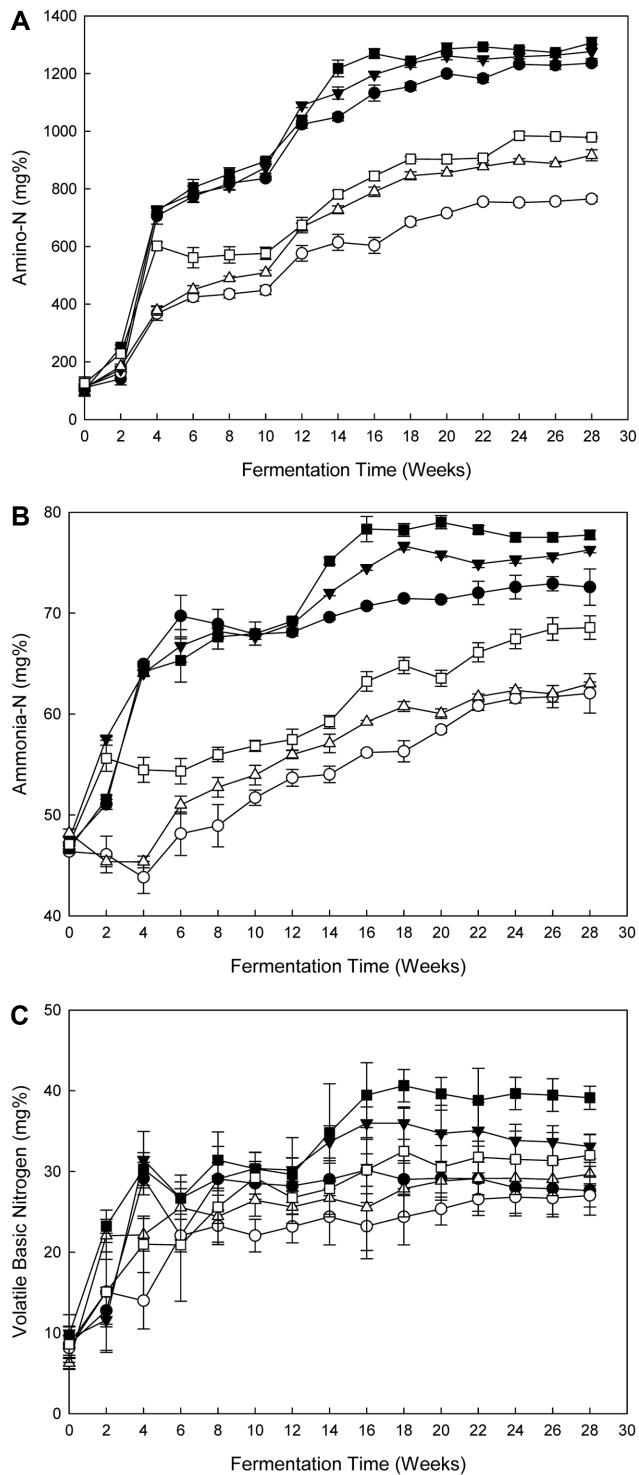 A
1400
1200
1000
800
600
400
200
0
Amino-N (mg%)
0 2 4 6 8 10 12 14 16 18 20 22 24 26 28 30
Fermentation Time (Weeks)
B
80
70
60
50
40
Ammonia-N (mg%)
0 2 4 6 8 10 12 14 16 18 20 22 24 26 28 30
Fermentation Time (Weeks)
C
50
40
30
20
10
0
Volatile Basic Nitrogen (mg%)
0 2 4 6 8 10 12 14 16 18 20 22 24 26 28 30
Fermentation Time (Weeks)